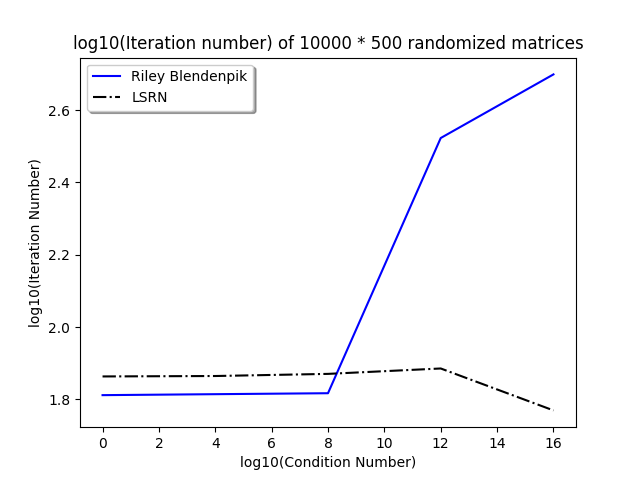 log10(Iteration number) of 10000 * 500 randomized matrices
Riley Blendenpik
LSRN
log10(Iteration Number)
2.6
2.4
2.2
2.0
1.8
0 2 4 6 8 10 12 14 16
log10(Condition Number)